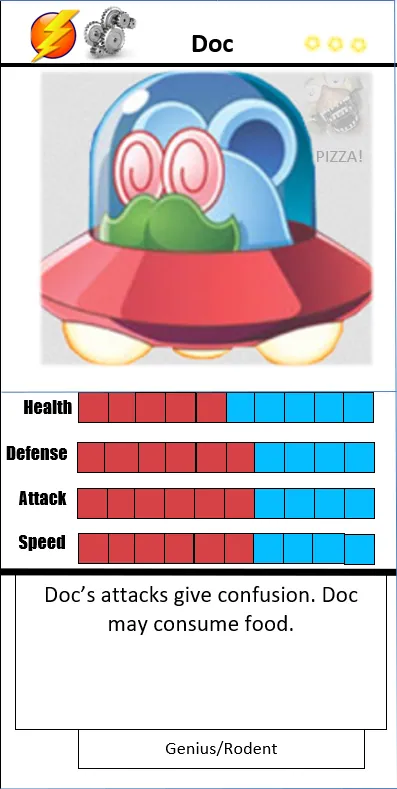 Doc
PIZZA!
Health
Defense
Attack
Speed
Doc’s attacks give confusion. Doc
may consume food.
Genius/Rodent